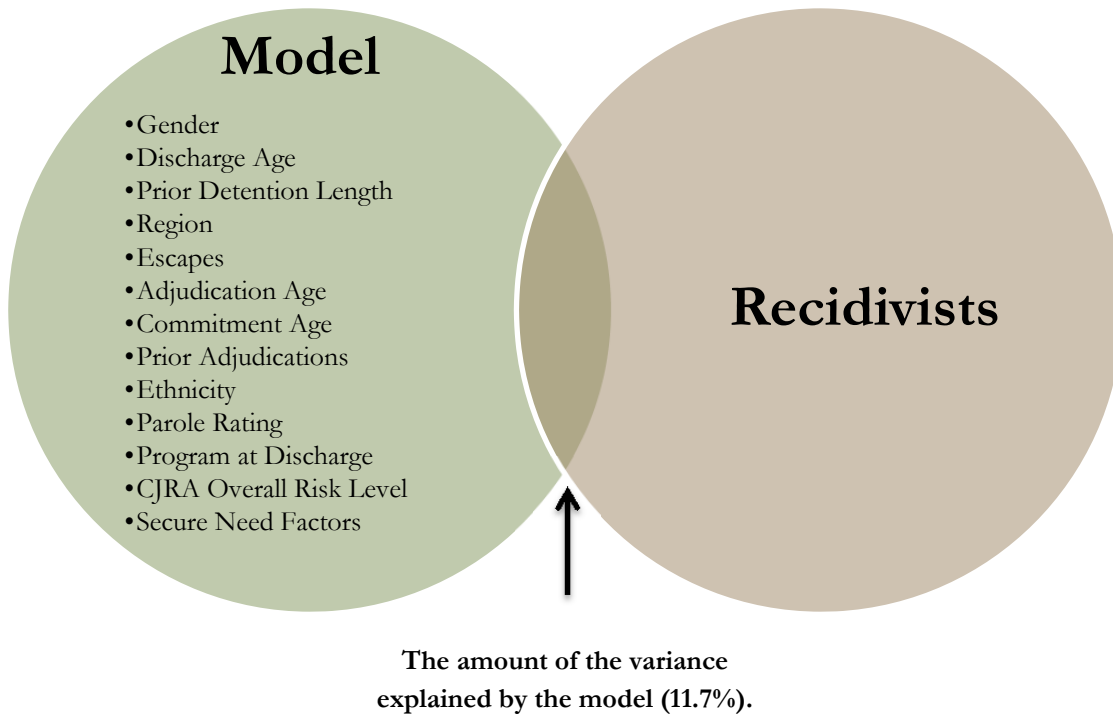 Model
•Gender
•Discharge Age
•Prior Detention Length
•Region
•Escapes
•Adjudication Age
•Commitment Age
•Prior Adjudications
•Ethnicity
•Parole Rating
•Program at Discharge
•CJRA Overall Risk Level
•Secure Need Factors
Recidivists
The amount of the variance
explained by the model (11.7%).